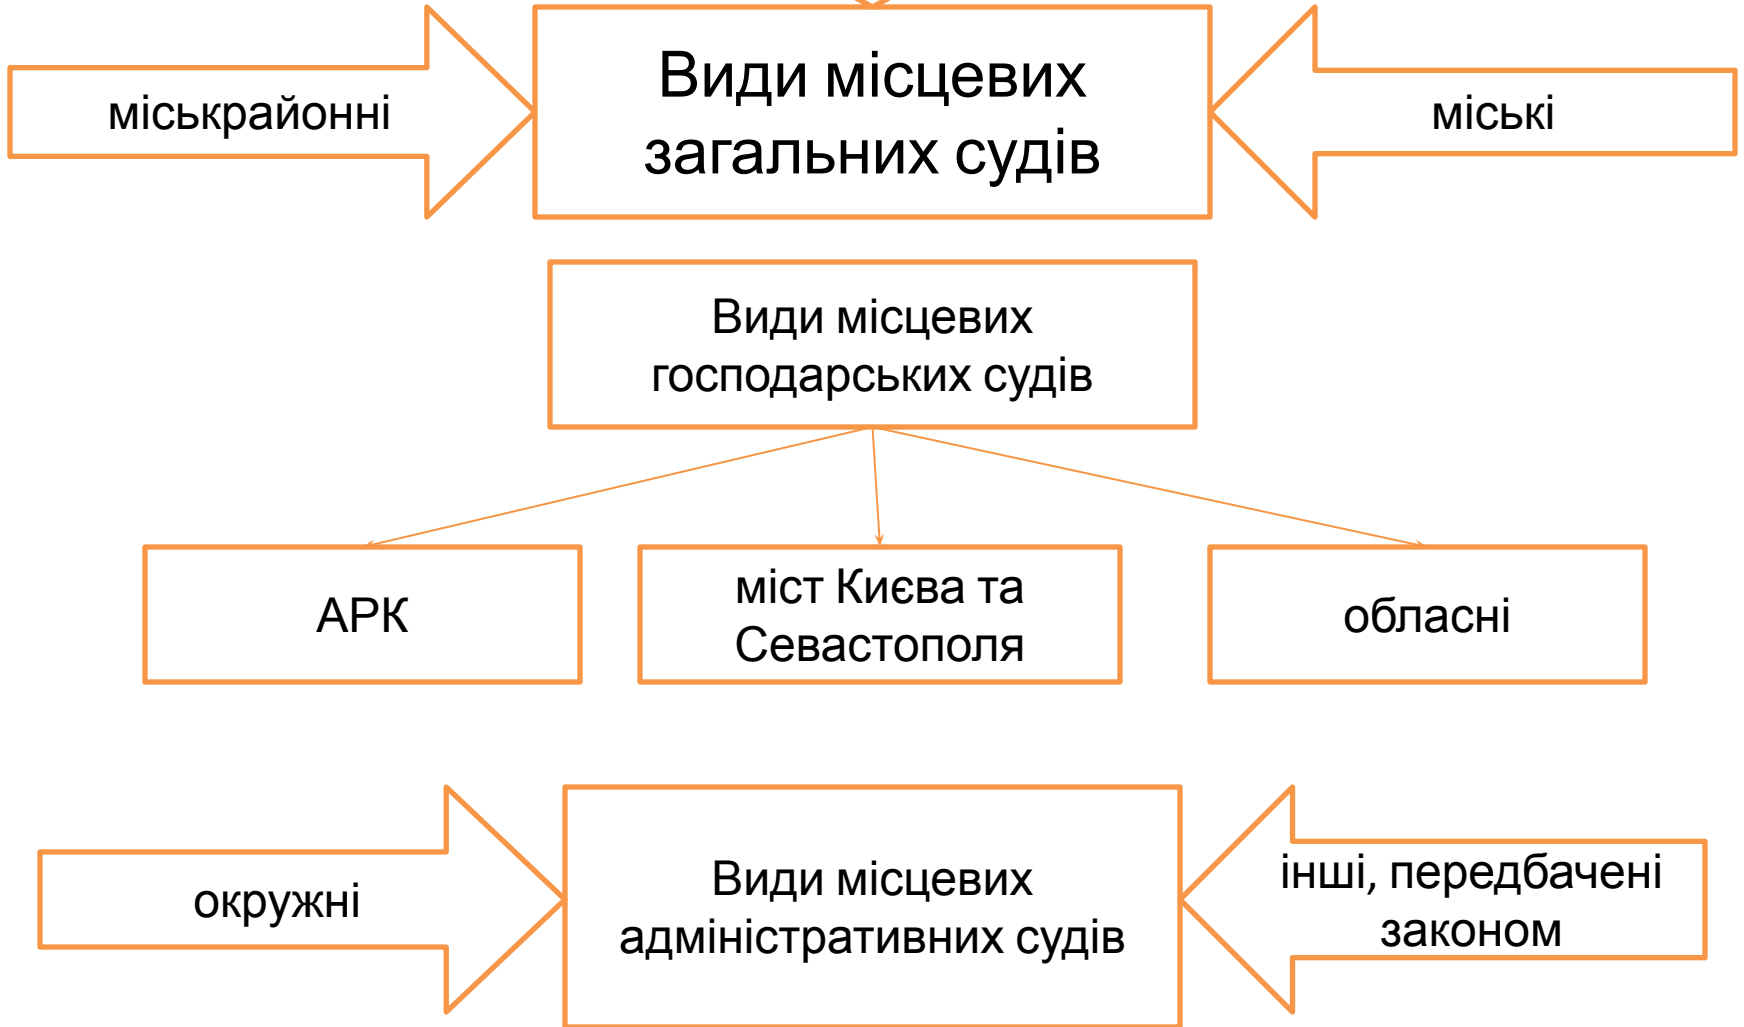 міськрайонні
Види місцевих
загальних судів
міські
Види місцевих
господарських судів
АРК
міст Києва та
Севастополя
обласні
окружні
Види місцевих
адміністративних судів
інші, передбачені
законом